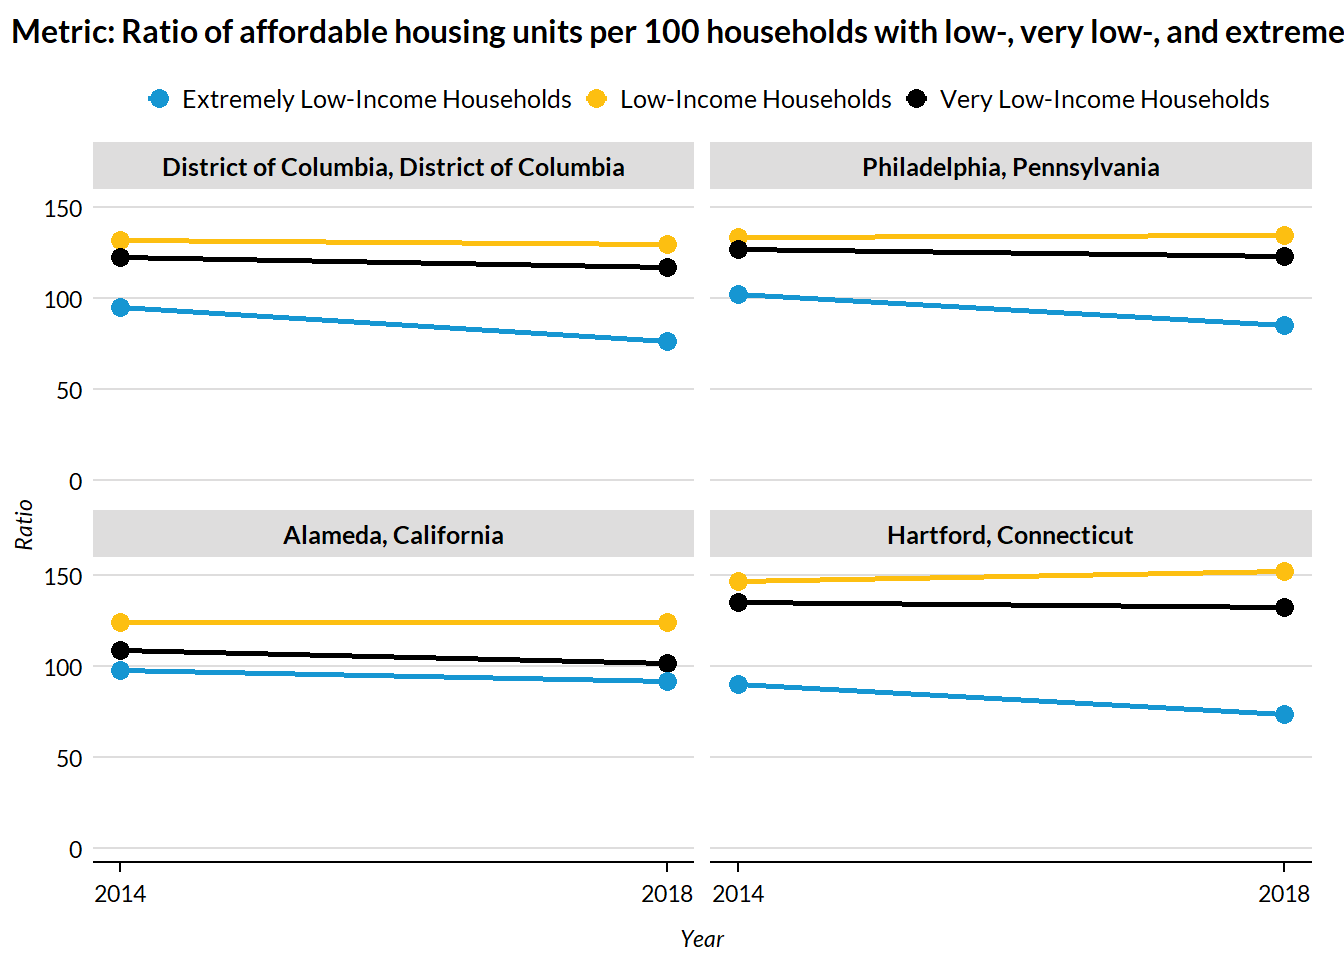 Metric: Ratio of affordable housing units per 100 households with low-, very low-, and extreme
Extremely Low-Income Households Low-Income Households Very Low-Income Households
District of Columbia, District of Columbia Philadelphia, Pennsylvania
150
100
50
0
Ratio
Alameda, California Hartford, Connecticut
150
100
50
0
2014 2018 2014 2018
Year